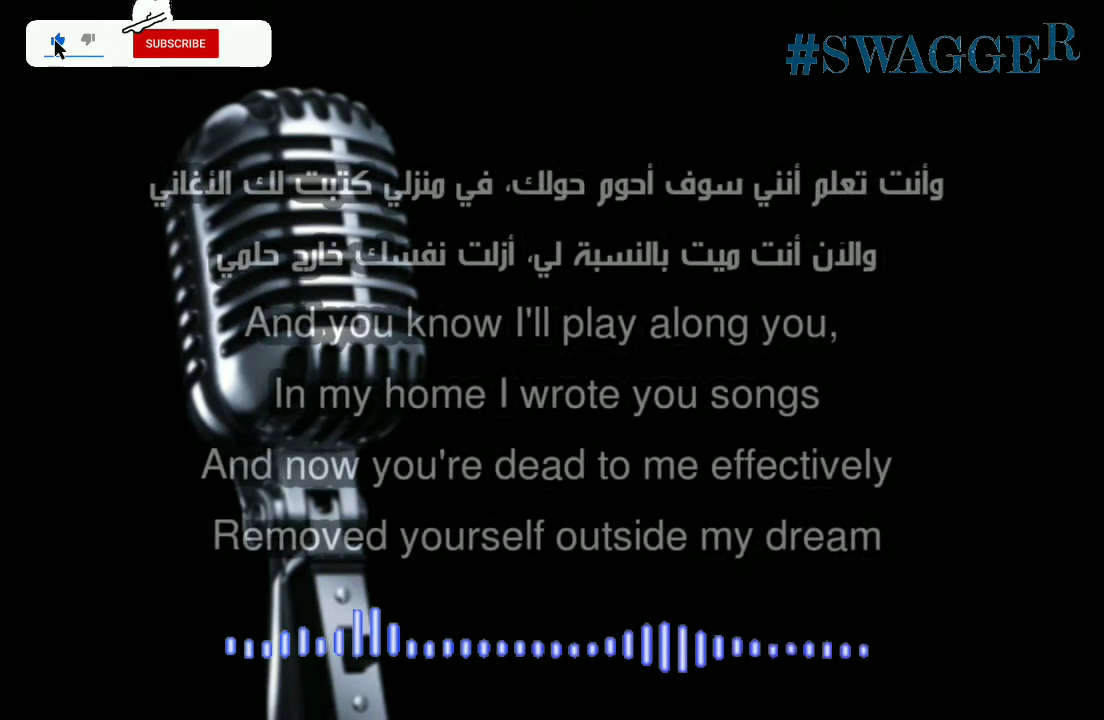 SUBSCRIBE
#SWAGGER
وأنت تعلم أنني سوف أحوم حولك، في منزلي كتبت لك الأغاني
والآن أنت ميت بالنسبة لي، أزلت نفسك خارج حلمي
And you know I'll play along you,
In my home I wrote you songs
And now you're dead to me effectively
Removed yourself outside my dream